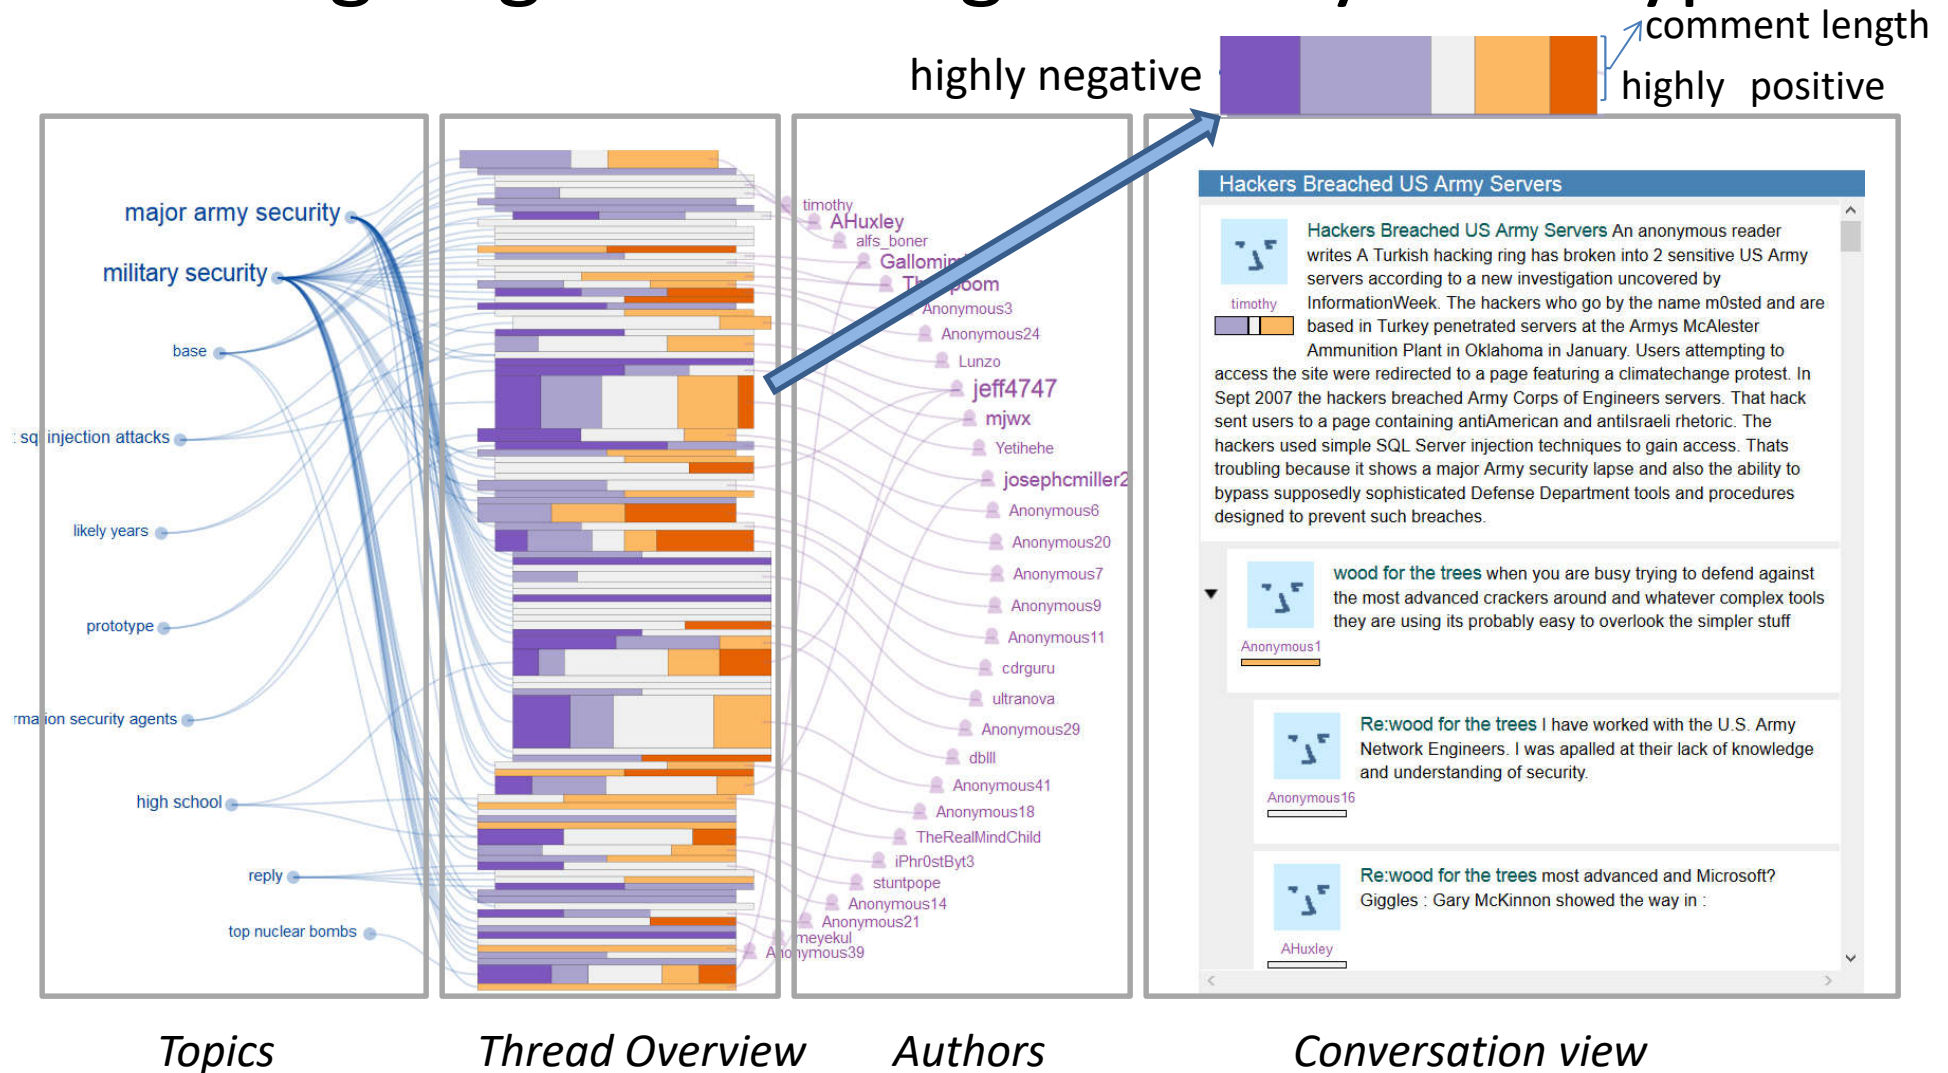 comment length
highly negative
highly positive
major army security
military security
base
sql injection attacks
likely years
prototype
security agents
high school
reply
top nuclear bombs
timothy
AHuxley
alfs_boner
Anonymous3
Anonymous24
Lunzo
jeff4747
mjwx
Yetihehe
josephcmiller2
Anonymous6
Anonymous20
Anonymous7
Anonymous9
Anonymous11
cdrguru
ultranova
Anonymous29
dblll
Anonymous41
Anonymous18
TheRealMindChild
iPhr0stByt3
stuntpope
Anonymous14
Anonymous21
meyekul
Anonymous39
Hackers Breached US Army Servers
Hackers Breached US Army Servers An anonymous reader
writes A Turkish hacking ring has broken into 2 sensitive US Army
servers according to a new investigation uncovered by
InformationWeek. The hackers who go by the name m0sted and are
timothy
based in Turkey penetrated servers at the Armys McAlester
Ammunition Plant in Oklahoma in January. Users attempting to
access the site were redirected to a page featuring a climatechange protest. In
Sept 2007 the hackers breached Army Corps of Engineers servers. That hack
sent users to a page containing antiAmerican and antiIsraeli rhetoric. The
hackers used simple SQL Server injection techniques to gain access. Thats
troubling because it shows a major Army security lapse and also the ability to
bypass supposedly sophisticated Defense Department tools and procedures
designed to prevent such breaches.
wood for the trees when you are busy trying to defend against
the most advanced crackers around and whatever complex tools
they are using its probably easy to overlook the simpler stuff
Anonymous1
Re:wood for the trees I have worked with the U.S. Army
Network Engineers. I was apalled at their lack of knowledge
and understanding of security.
Anonymous16
Re:wood for the trees most advanced and Microsoft?
Giggles : Gary McKinnon showed the way in :
AHuxley
Topics
Thread Overview
Authors
Conversation view